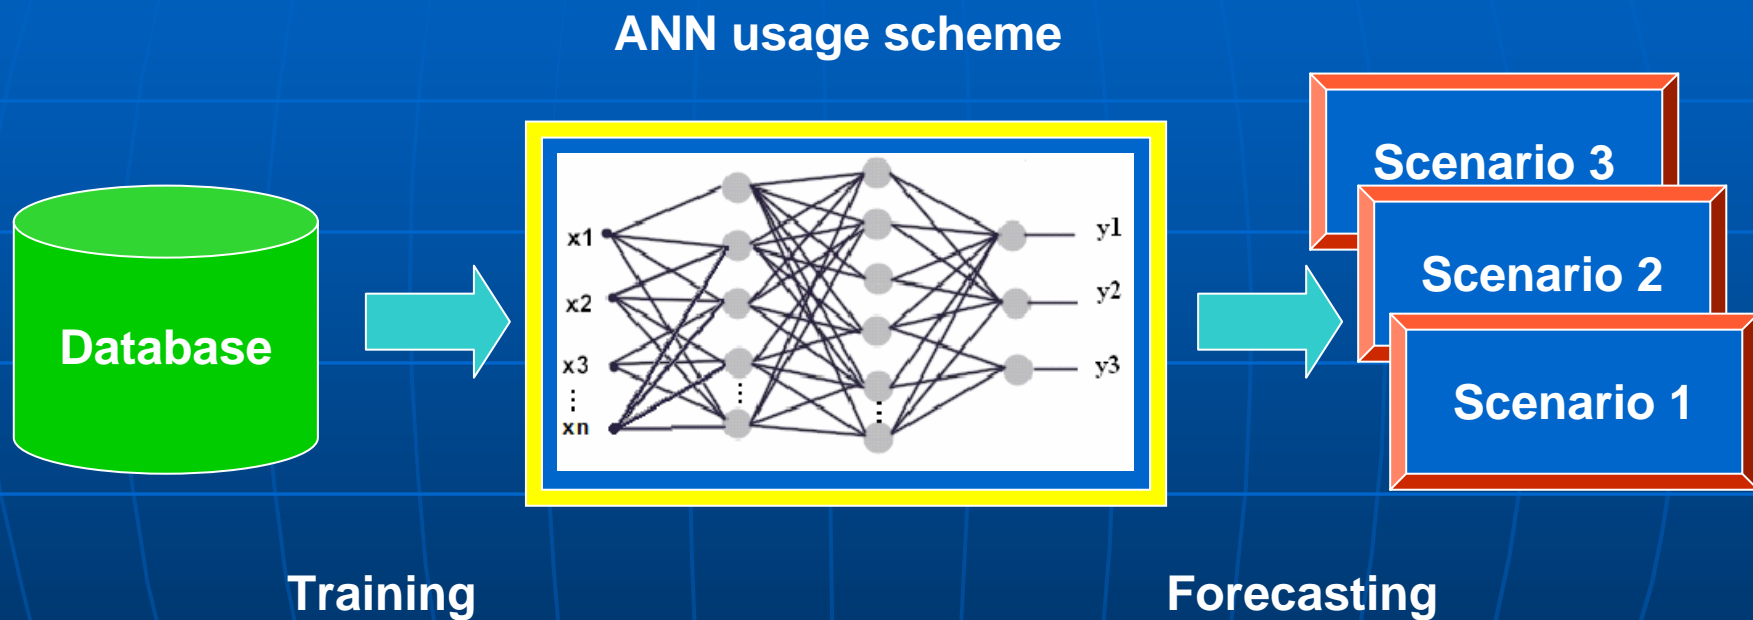 ANN usage scheme
Database
x1
x2
x3
xn
y1
y2
y3
Scenario 3
Scenario 2
Scenario 1
Training
Forecasting